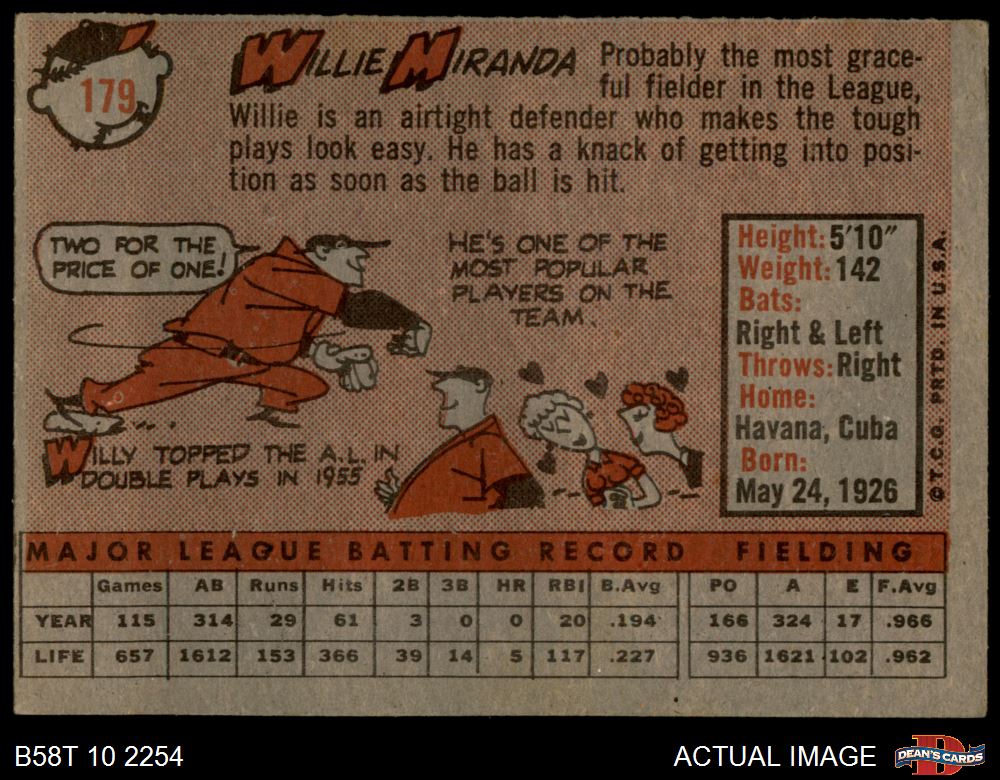 179
WILLIE MIRANDA
Probably the most grace-
ful fielder in the League,
Willie is an airtight defender who makes the tough
plays look easy. He has a knack of getting into posi-
tion as soon as the ball is hit.
TWO FOR THE
PRICE OF ONE!
HE'S ONE OF THE
MOST POPULAR
PLAYERS ON THE
TEAM.
WILLY TOPPED THE A.L. IN
DOUBLE PLAYS IN 1955
Height: 5'10"
Weight: 142
Bats:
Right & Left
Throws: Right
Home:
Havana, Cuba
Born:
May 24, 1926
© T.C.G. PRTD. IN U.S.A.
MAJOR LEAGUE BATTING RECORD FIELDING
Games AB Runs Hits 2B 3B HR RBI B.Avg PO A E F.Avg
YEAR 115 314 29 61 3 0 0 20 .194 166 324 17 .966
LIFE 657 1612 153 366 39 14 5 117 .227 936 1621 102 .962
B58T 10 2254
ACTUAL IMAGE
D
DEAN'S CARDS